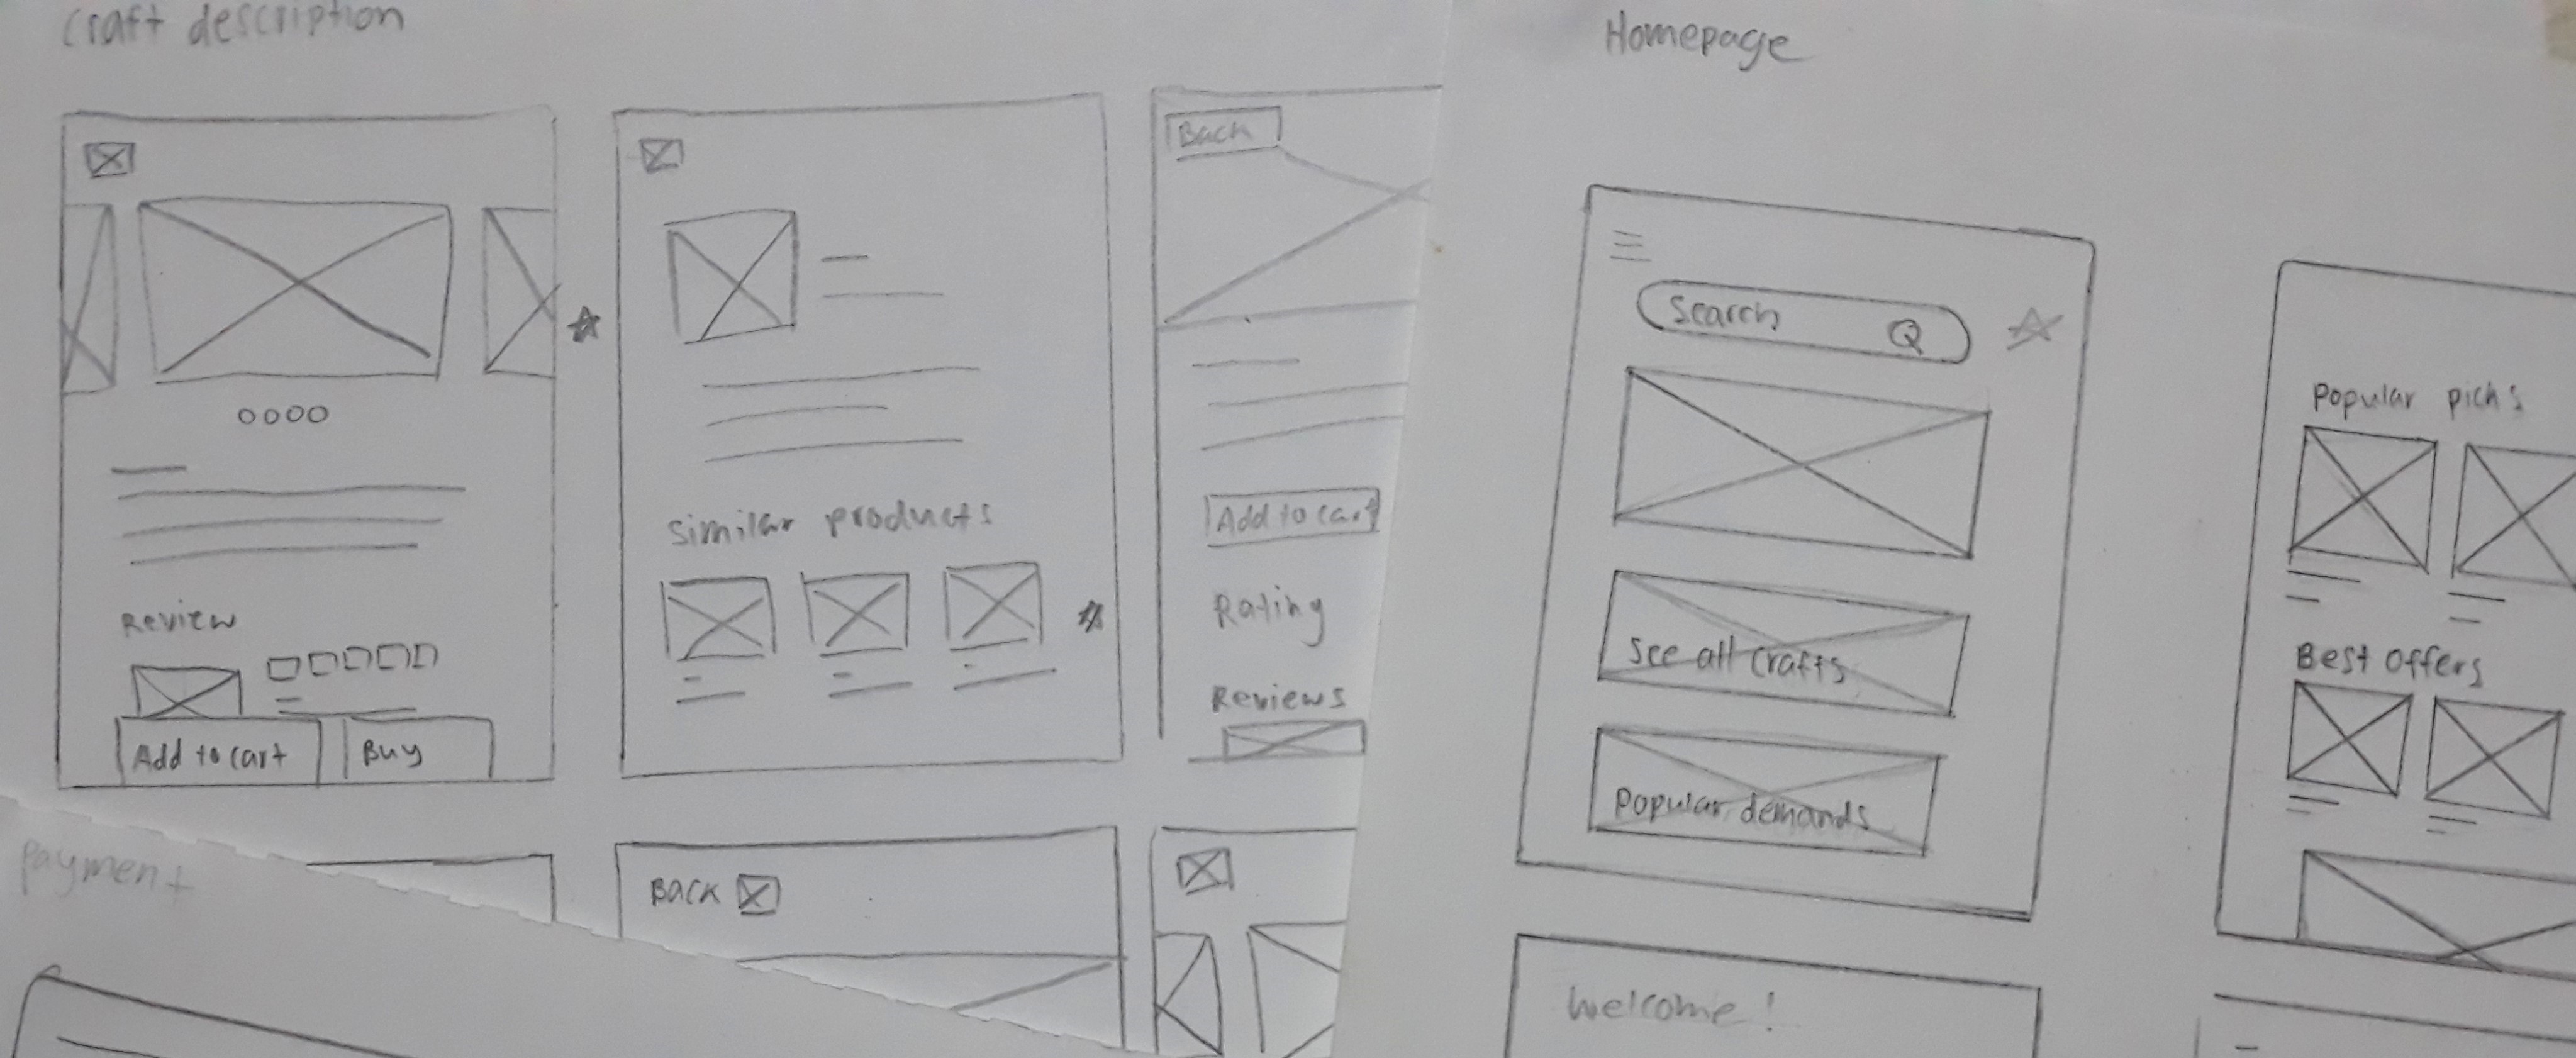 Craft description
Review
Add to cart
Buy
Similar products
Back
Add to cart
Rating
Reviews
Back
Payment
Homepage
Search
See all crafts
Popular demands
Popular picks
Best offers
Welcome!